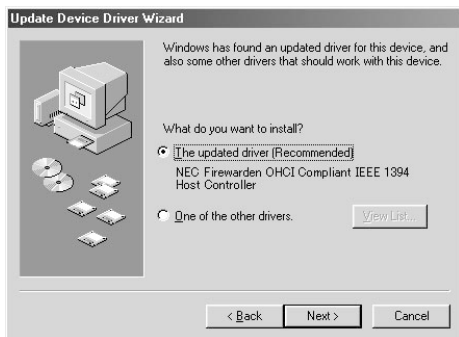 Update Device Driver Wizard
Windows has found an updated driver for this device, and
also some other drivers that should work with this device.
What do you want to install?
The updated driver (Recommended)
NEC Firewarden OHCI Compliant IEEE 1394
Host Controller
One of the other drivers.
View List...
< Back
Next >
Cancel